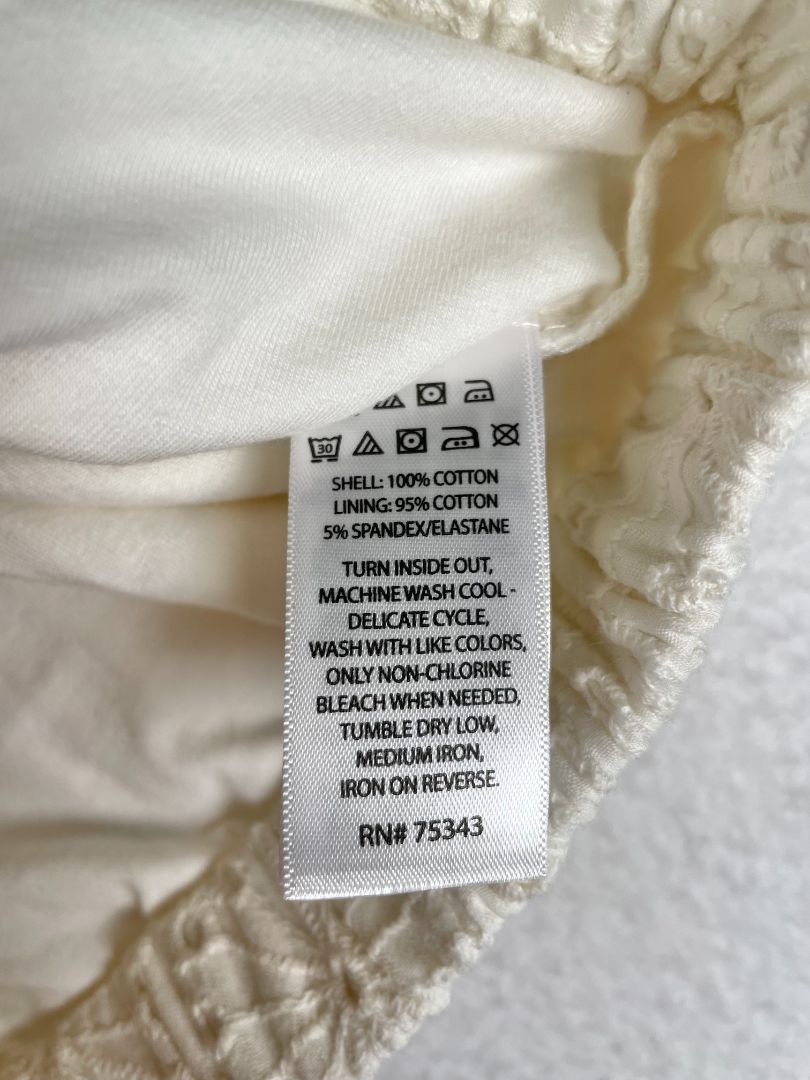 30
SHELL: 100% COTTON
LINING: 95% COTTON
5% SPANDEX/ELASTANE
TURN INSIDE OUT,
MACHINE WASH COOL -
DELICATE CYCLE,
WASH WITH LIKE COLORS,
ONLY NON-CHLORINE
BLEACH WHEN NEEDED,
TUMBLE DRY LOW,
MEDIUM IRON,
IRON ON REVERSE.
RN# 75343